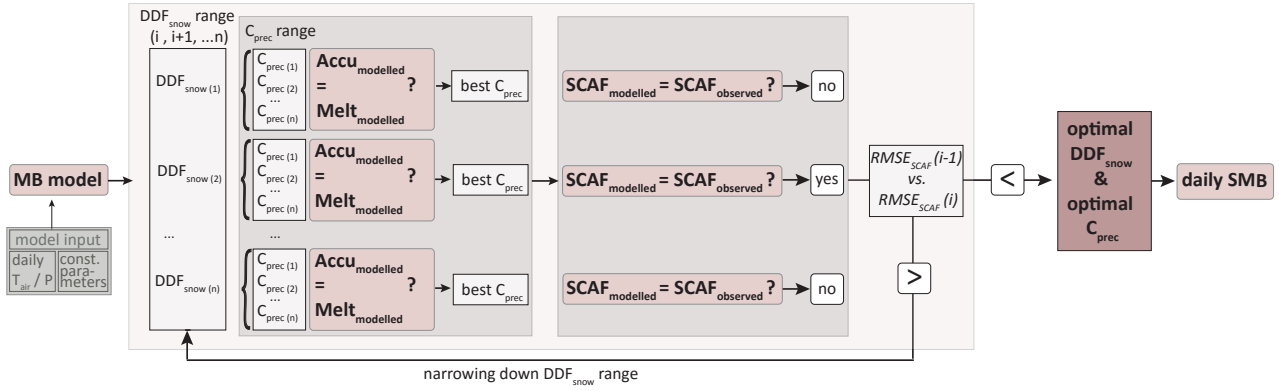 DDFsnow range
(i , i+1, ...n)
Cprec range
DDFsnow (1)
Cprec (1)
Cprec (2)
...
Cprec (n)
Accumodelled
= ?
Meltmodelled
best Cprec
SCAFmodelled = SCAFobserved ?
no
MB model
model input
daily
Tair / P
const.
para-
meters
DDFsnow (2)
Cprec (1)
Cprec (2)
...
Cprec (n)
Accumodelled
= ?
Meltmodelled
best Cprec
SCAFmodelled = SCAFobserved ?
yes
RMSESCAF (i-1)
vs.
RMSESCAF (i)
<
optimal
DDFsnow
&
optimal
Cprec
daily SMB
...
...
DDFsnow (n)
Cprec (1)
Cprec (2)
...
Cprec (n)
Accumodelled
= ?
Meltmodelled
best Cprec
SCAFmodelled = SCAFobserved ?
no
>
narrowing down DDFsnow range